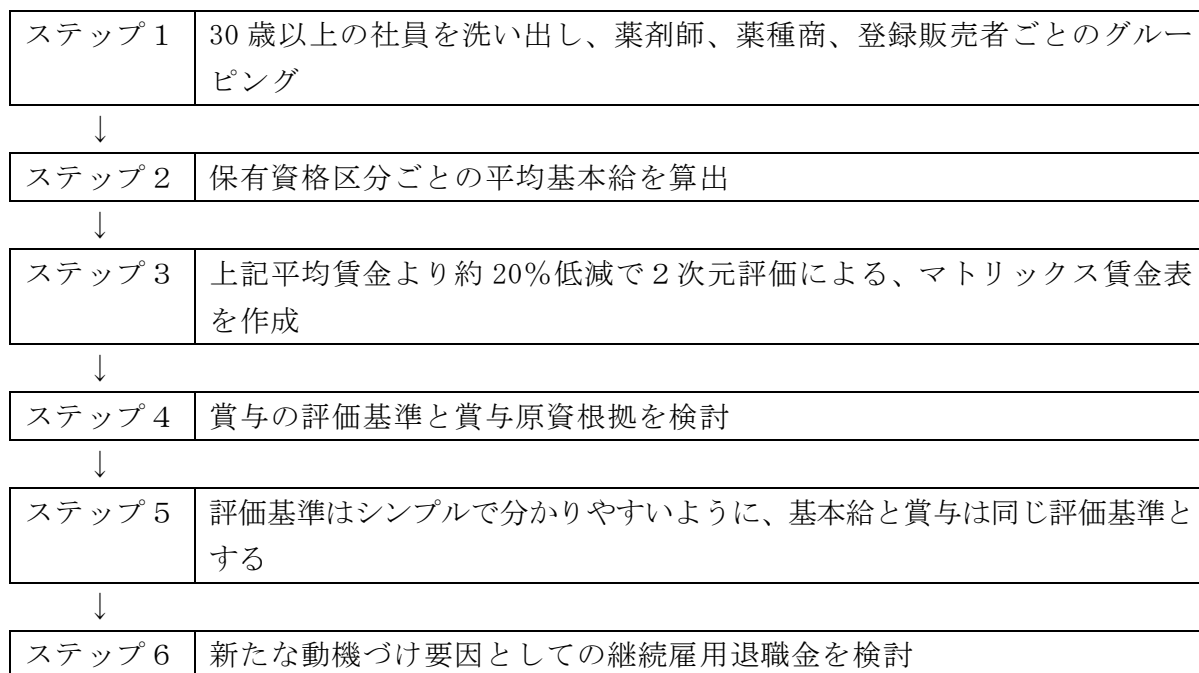 ステップ１ 30 歳以上の社員を洗い出し、薬剤師、薬種商、登録販売者ごとのグルー
ピング
↓
ステップ２ 保有資格区分ごとの平均基本給を算出
↓
ステップ３ 上記平均賃金より約 20％低減で２次元評価による、マトリックス賃金表
を作成
↓
ステップ４ 賞与の評価基準と賞与原資根拠を検討
↓
ステップ５ 評価基準はシンプルで分かりやすいように、基本給と賞与は同じ評価基準と
する
↓
ステップ６ 新たな動機づけ要因としての継続雇用退職金を検討